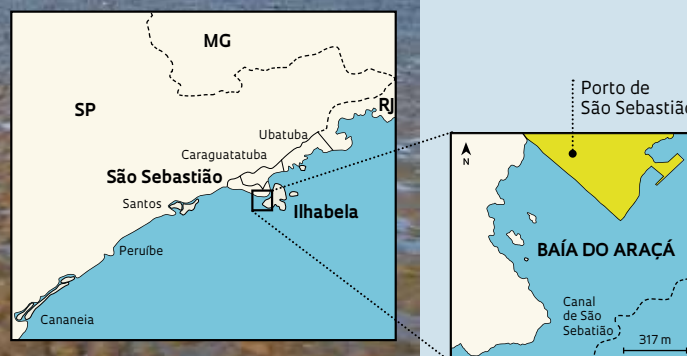 MG
SP
RJ
Ubatuba
Caraguatatuba
São Sebastião
Santos
Ilhabela
Peruíbe
Cananeia
Porto de
São Sebastião
N
BAÍA DO ARAÇÁ
Canal
de São
Sebatião
317 m